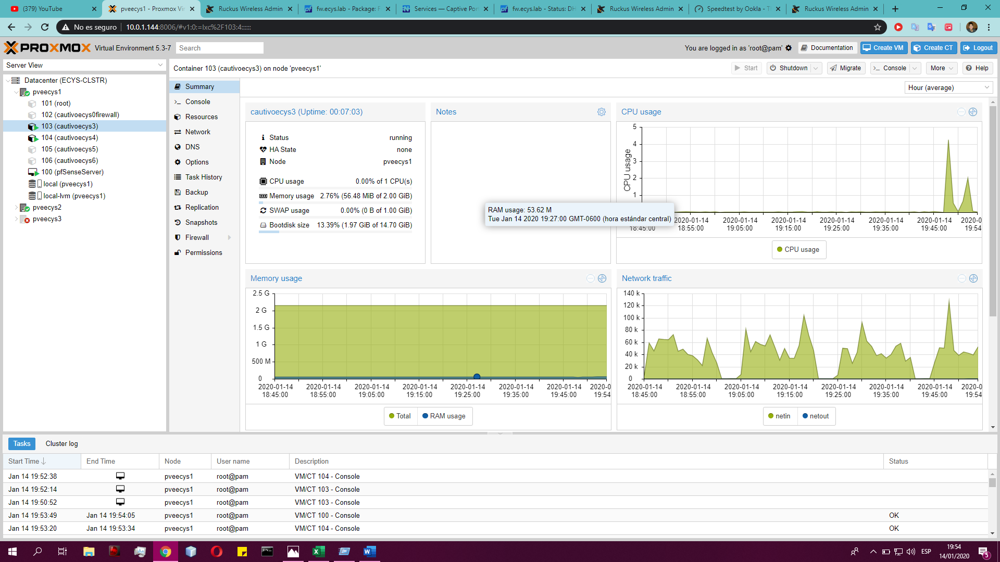 (379) YouTube
pveecys1 - Proxmox Vir
Ruckus Wireless Admin
fw.ecys.lab - Package: F
Services — Captive Port
fw.ecys.lab - Status: DH
Ruckus Wireless Admin
Speedtest by Ookla - Th
Ruckus Wireless Admin
No es seguro
10.0.1.144:8006/#v1:0:=lxc%2F103:4::::::
PROXMOX
Virtual Environment 5.3-7
Search
You are logged in as 'root@pam'
Documentation
Create VM
Create CT
Logout
Server View
Datacenter (ECYS-CLSTR)
pveecys1
101 (root)
102 (cautivoecys0firewall)
103 (cautivoecys3)
104 (cautivoecys4)
105 (cautivoecys5)
106 (cautivoecys6)
100 (pfSenseServer)
local (pveecys1)
local-lvm (pveecys1)
pveecys2
pveecys3
Container 103 (cautivoecys3) on node 'pveecys1'
Start
Shutdown
Migrate
Console
More
Help
Summary
Console
Resources
Network
DNS
Options
Task History
Backup
Replication
Snapshots
Firewall
Permissions
Hour (average)
cautivoecys3 (Uptime: 00:07:03)
Status running
HA State none
Node pveecys1
CPU usage 0.00% of 1 CPU(s)
Memory usage 2.76% (56.48 MiB of 2.00 GiB)
SWAP usage 0.00% (0 B of 1.00 GiB)
Bootdisk size 13.39% (1.97 GiB of 14.70 GiB)
Notes
RAM usage: 53.62 M
Tue Jan 14 2020 19:27:00 GMT-0600 (hora estándar central)
CPU usage
CPU usage
5
4
3
2
1
2020-01-14 2020-01-14 2020-01-14 2020-01-14 2020-01-14 2020-01-14 2020-0
18:45:00 18:55:00 19:05:00 19:15:00 19:25:00 19:35:00 19:45:00 19:54
CPU usage
Memory usage
2.5 G
2 G
1.5 G
1 G
500 M
0
2020-01-14 2020-01-14 2020-01-14 2020-01-14 2020-01-14 2020-01-14 2020-01-14 2020-0
18:45:00 18:55:00 19:05:00 19:15:00 19:25:00 19:35:00 19:45:00 19:54
Total
RAM usage
Network traffic
140 k
120 k
100 k
80 k
60 k
40 k
20 k
0
2020-01-14 2020-01-14 2020-01-14 2020-01-14 2020-01-14 2020-01-14 2020-01-14 2020-0
18:45:00 18:55:00 19:05:00 19:15:00 19:25:00 19:35:00 19:45:00 19:54
netin
netout
Tasks
Cluster log
Start Time End Time Node User name Description Status
Jan 14 19:52:38 pveecys1 root@pam VM/CT 104 - Console
Jan 14 19:52:14 pveecys1 root@pam VM/CT 103 - Console
Jan 14 19:50:52 pveecys1 root@pam VM/CT 103 - Console
Jan 14 19:53:49 Jan 14 19:54:05 pveecys1 root@pam VM/CT 100 - Console OK
Jan 14 19:53:20 Jan 14 19:53:34 pveecys1 root@pam VM/CT 104 - Console OK
ESP
19:54
14/01/2020
5